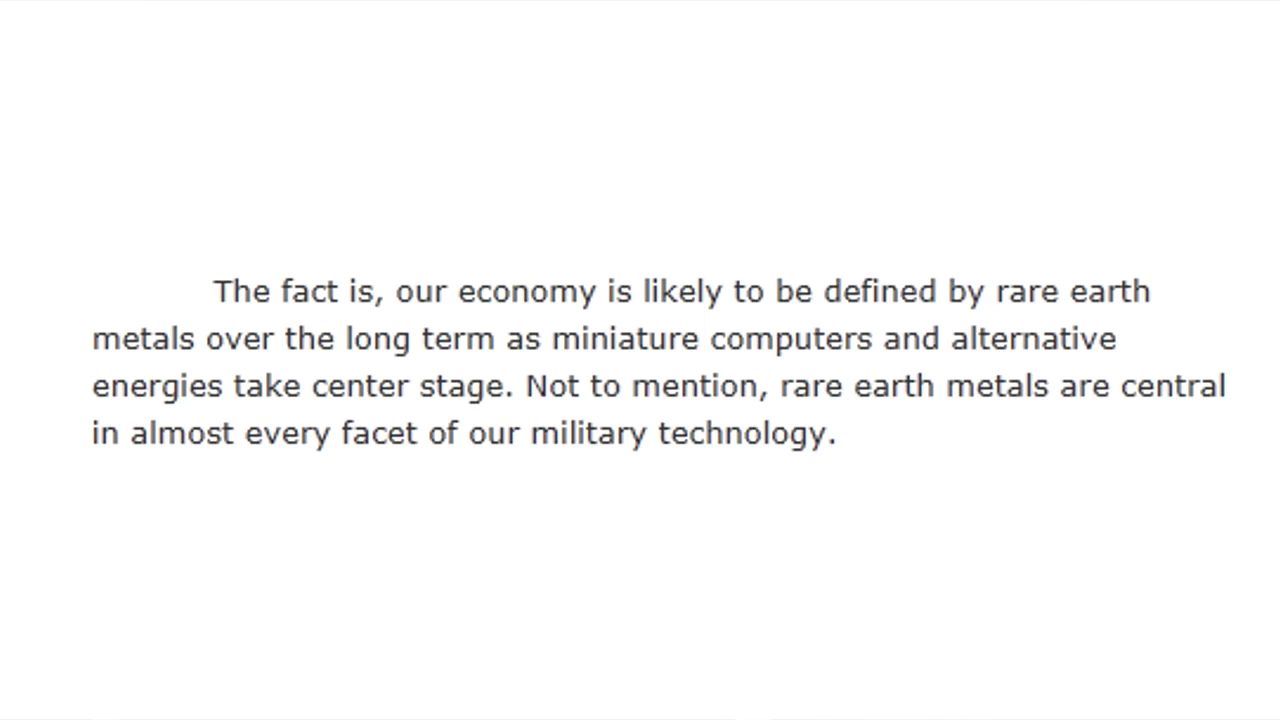 The fact is, our economy is likely to be defined by rare earth
metals over the long term as miniature computers and alternative
energies take center stage. Not to mention, rare earth metals are central
in almost every facet of our military technology.